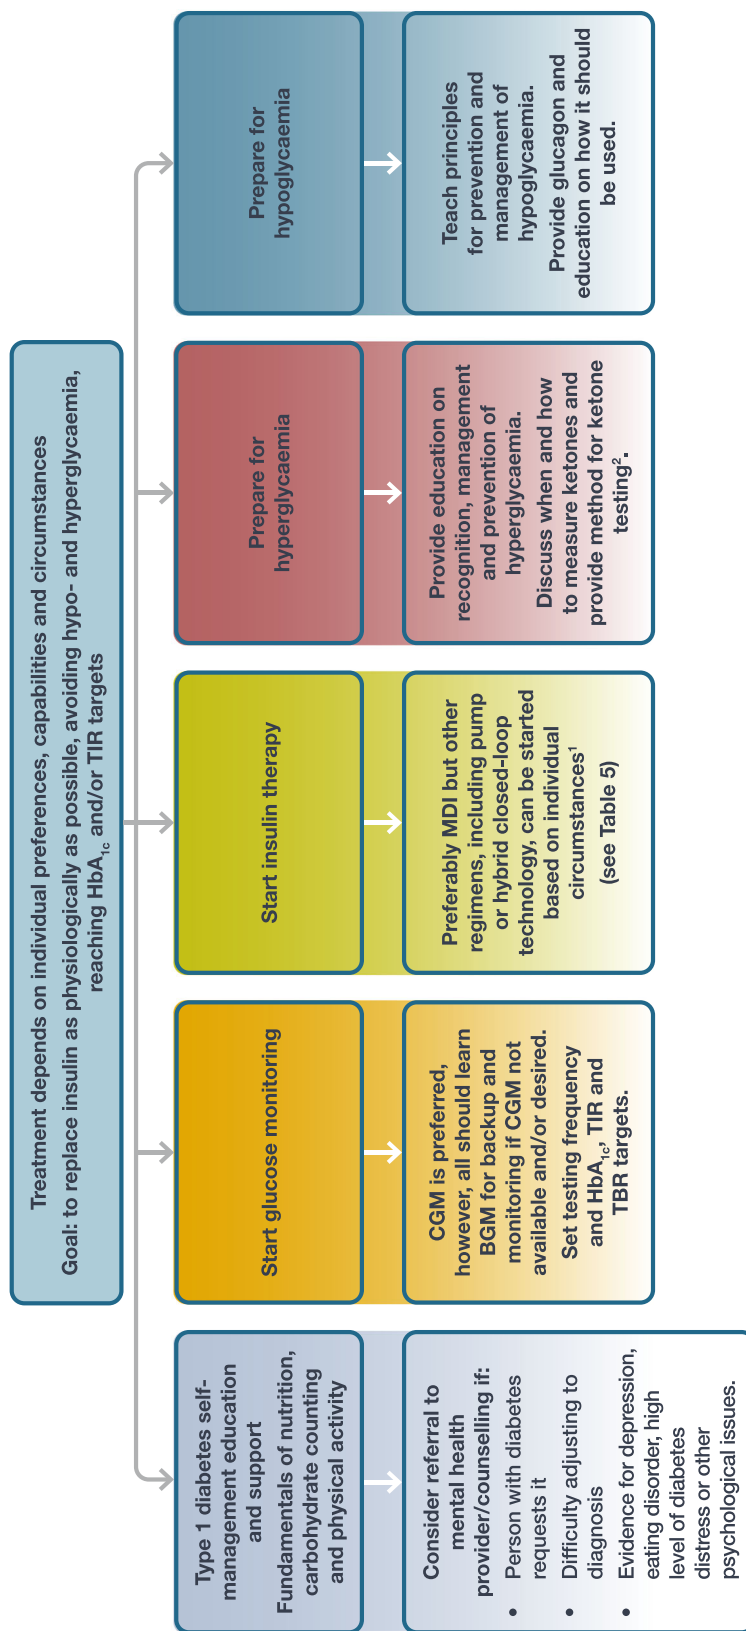 Treatment depends on individual preferences, capabilities and circumstances
Goal: to replace insulin as physiologically as possible, avoiding hypo- and hyperglycaemia,
reaching HbA1c and/or TIR targets
Type 1 diabetes self-
management education
and support
Fundamentals of nutrition,
carbohydrate counting
and physical activity
Consider referral to
mental health
provider/counselling if:
• Person with diabetes
requests it
• Difficulty adjusting to
diagnosis
• Evidence for depression,
eating disorder, high
level of diabetes
distress or other
psychological issues.
Start glucose monitoring
CGM is preferred,
however, all should learn
BGM for backup and
monitoring if CGM not
available and/or desired.
Set testing frequency
and HbA1c, TIR and
TBR targets.
Start insulin therapy
Preferably MDI but other
regimens, including pump
or hybrid closed-loop
technology, can be started
based on individual
circumstances¹
(see Table 5)
Prepare for
hyperglycaemia
Provide education on
recognition, management
and prevention of
hyperglycaemia.
Discuss when and how
to measure ketones and
provide method for ketone
testing².
Prepare for
hypoglycaemia
Teach principles
for prevention and
management of
hypoglycaemia.
Provide glucagon and
education on how it should
be used.